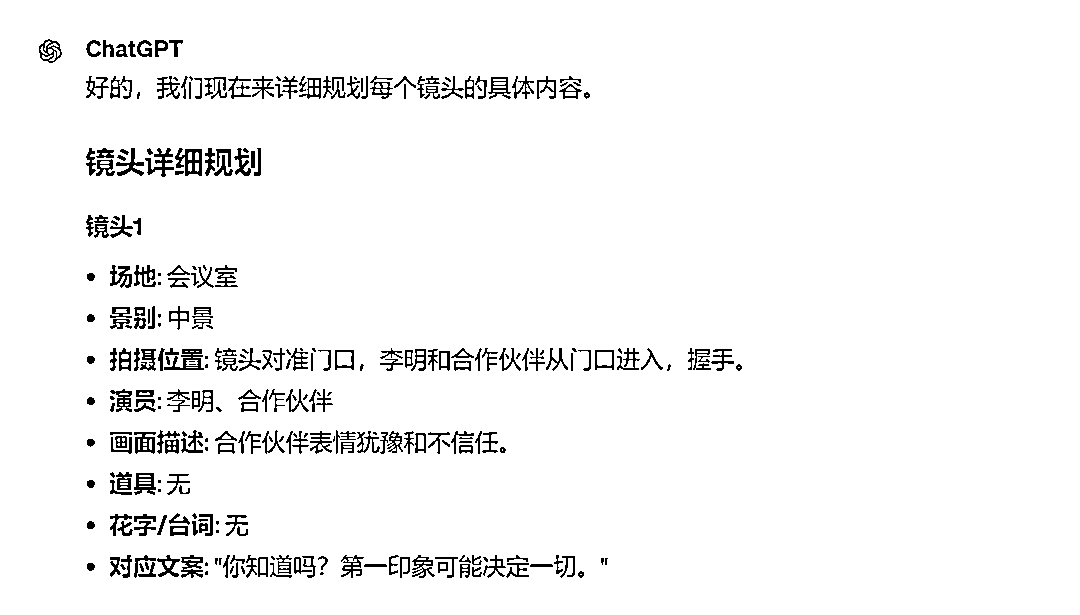 ChatGPT
好的，我们现在来详细规划每个镜头的具体内容。
镜头详细规划
镜头1
• 场地: 会议室
• 景别: 中景
• 拍摄位置: 镜头对准门口，李明和合作伙伴从门口进入，握手。
• 演员: 李明、合作伙伴
• 画面描述: 合作伙伴表情犹豫和不信任。
• 道具: 无
• 花字/台词: 无
• 对应文案: "你知道吗？第一印象可能决定一切。"